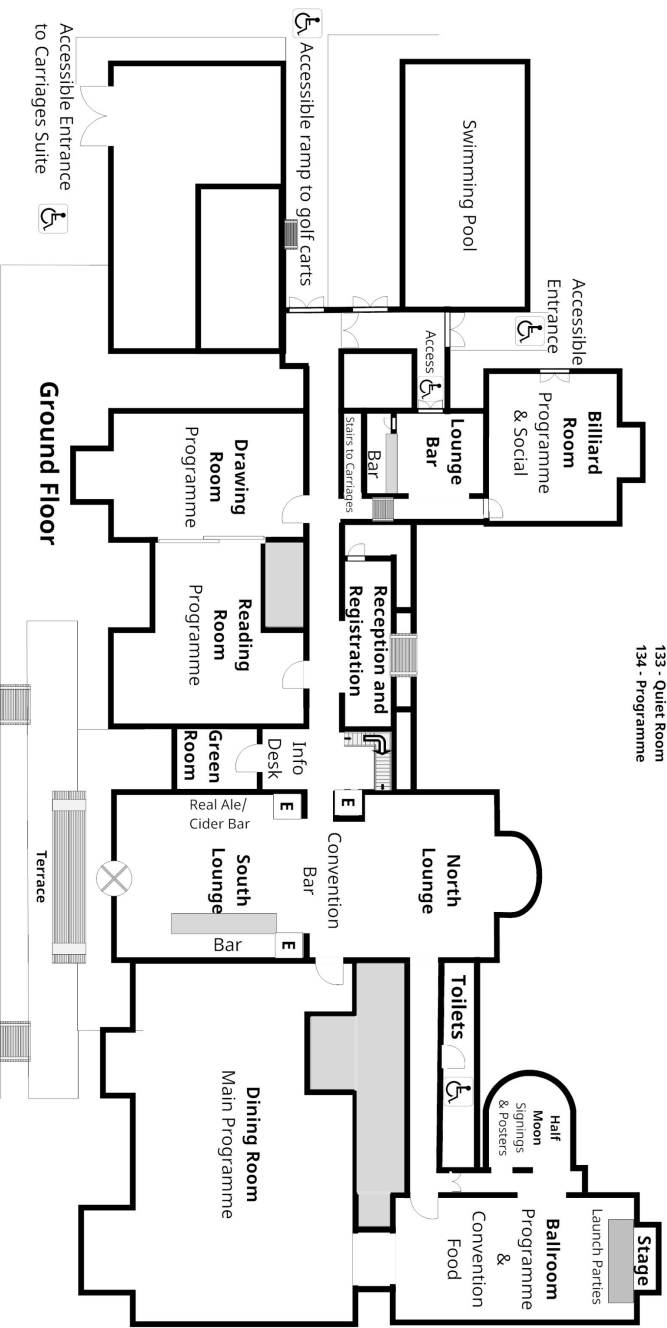 133 - Quiet Room
134 - Programme
Stage
Launch Parties
Billiard
Room
Programme
& Social
Accessible
Entrance
Half
Moon
Signings
& Posters
Ballroom
Programme
&
Convention
Food
Swimming Pool
Access
Lounge
Bar
Bar
Stairs to Carriages
North
Lounge
Toilets
Reception and
Registration
Convention
Bar
Accessible ramp to golf carts
E
E
E
Info
Desk
Green
Room
Drawing
Room
Programme
Reading
Room
Programme
Real Ale/
Cider Bar
South
Lounge
Bar
Dining Room
Main Programme
Accessible Entrance
to Carriages Suite
Ground Floor
Terrace